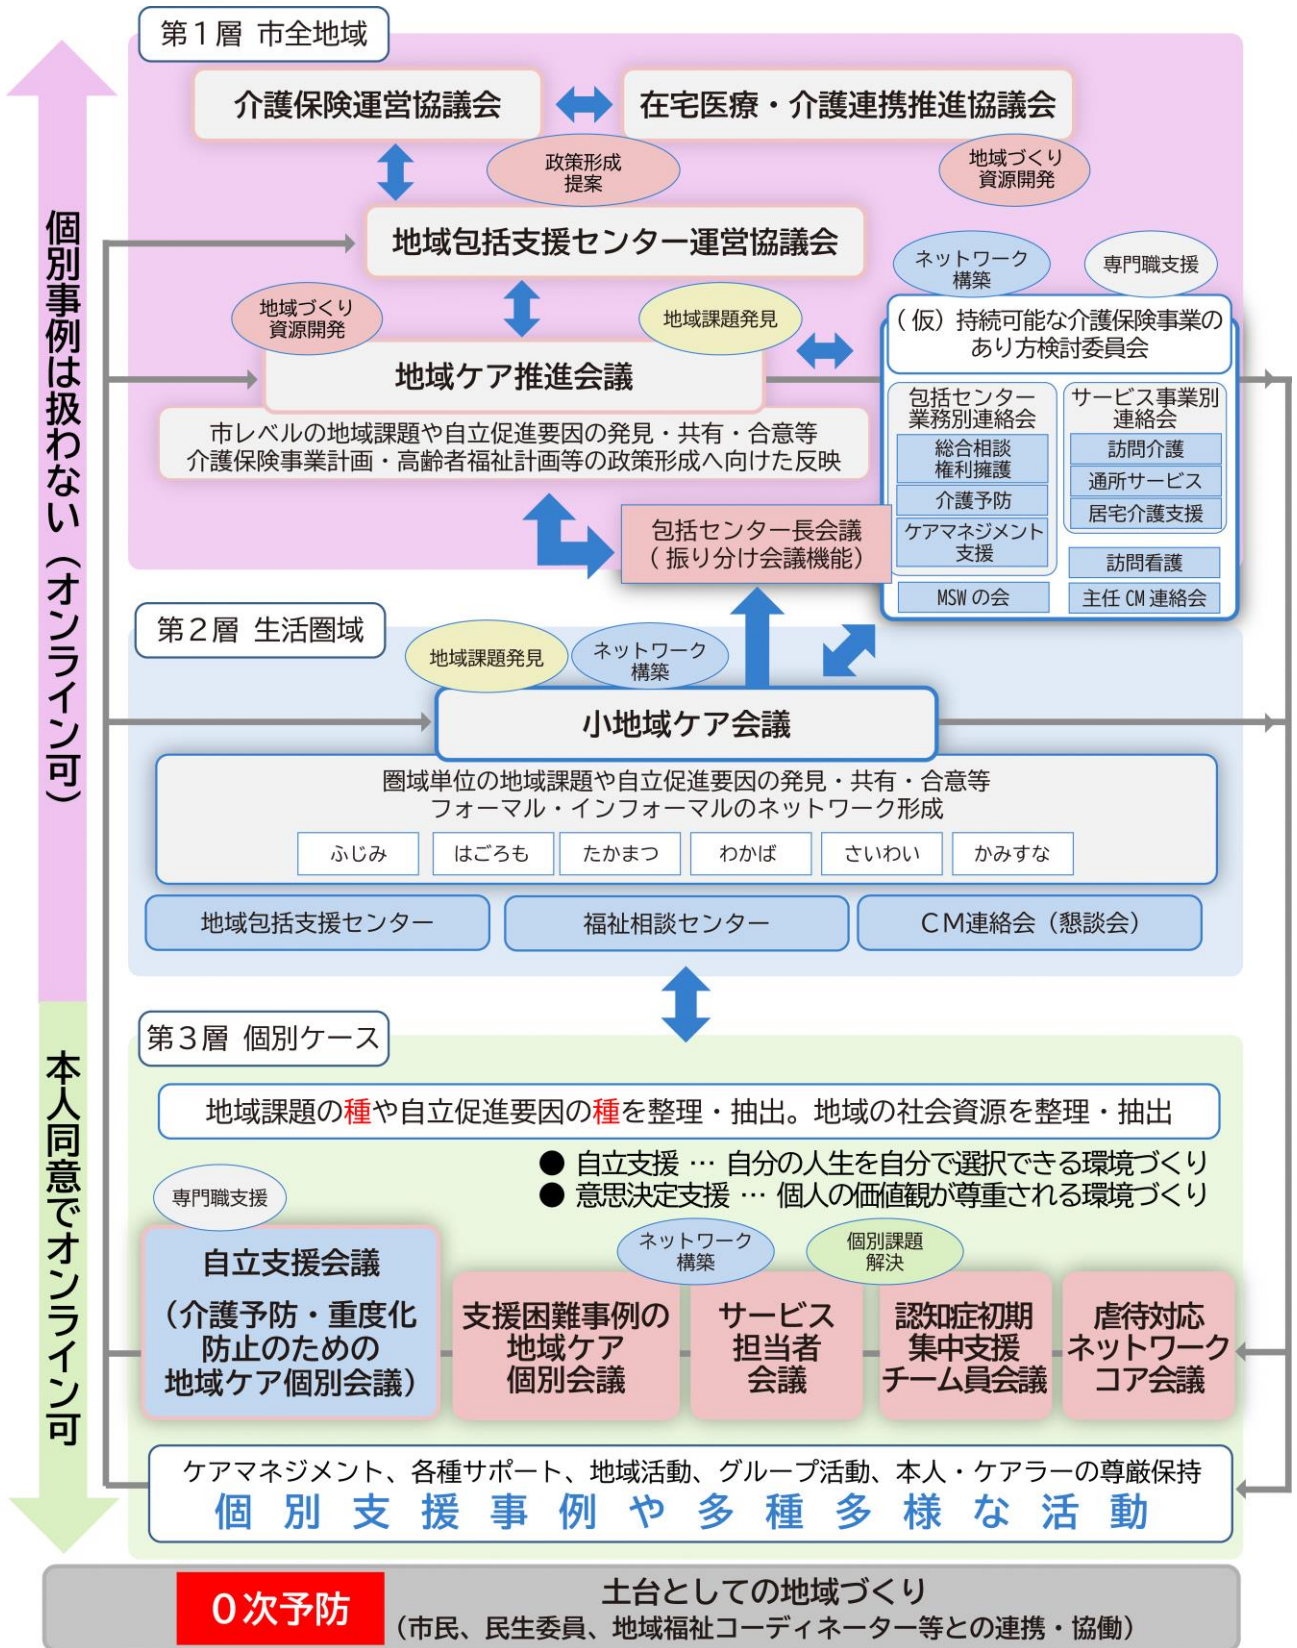 第１層 市全地域
介護保険運営協議会
在宅医療・介護連携推進協議会
政策形成
提案
地域づくり
資源開発
地域包括支援センター運営協議会
ネットワーク
構築
専門職支援
地域づくり
資源開発
地域課題発見
（仮）持続可能な介護保険事業の
あり方検討委員会
地域ケア推進会議
市レベルの地域課題や自立促進要因の発見・共有・合意等
介護保険事業計画・高齢者福祉計画等の政策形成へ向けた反映
包括センター
業務別連絡会
総合相談
権利擁護
介護予防
ケアマネジメント
支援
MSWの会
サービス事業別
連絡会
訪問介護
通所サービス
居宅介護支援
訪問看護
主任CM連絡会
包括センター長会議
（振り分け会議機能）
個別事例は扱わない（オンライン可）
第２層 生活圏域
地域課題発見
ネットワーク
構築
小地域ケア会議
圏域単位の地域課題や自立促進要因の発見・共有・合意等
フォーマル・インフォーマルのネットワーク形成
ふじみ
はごろも
たかまつ
わかば
さいわい
かみすな
地域包括支援センター
福祉相談センター
ＣＭ連絡会（懇談会）
本人同意でオンライン可
第３層 個別ケース
地域課題の種や自立促進要因の種を整理・抽出。地域の社会資源を整理・抽出
● 自立支援 … 自分の人生を自分で選択できる環境づくり
● 意思決定支援 … 個人の価値観が尊重される環境づくり
専門職支援
ネットワーク
構築
個別課題
解決
自立支援会議
（介護予防・重度化
防止のための
地域ケア個別会議）
支援困難事例の
地域ケア
個別会議
サービス
担当者
会議
認知症初期
集中支援
チーム員会議
虐待対応
ネットワーク
コア会議
ケアマネジメント、各種サポート、地域活動、グループ活動、本人・ケアラーの尊厳保持
個別支援事例や多種多様な活動
０次予防
土台としての地域づくり
（市民、民生委員、地域福祉コーディネーター等との連携・協働）